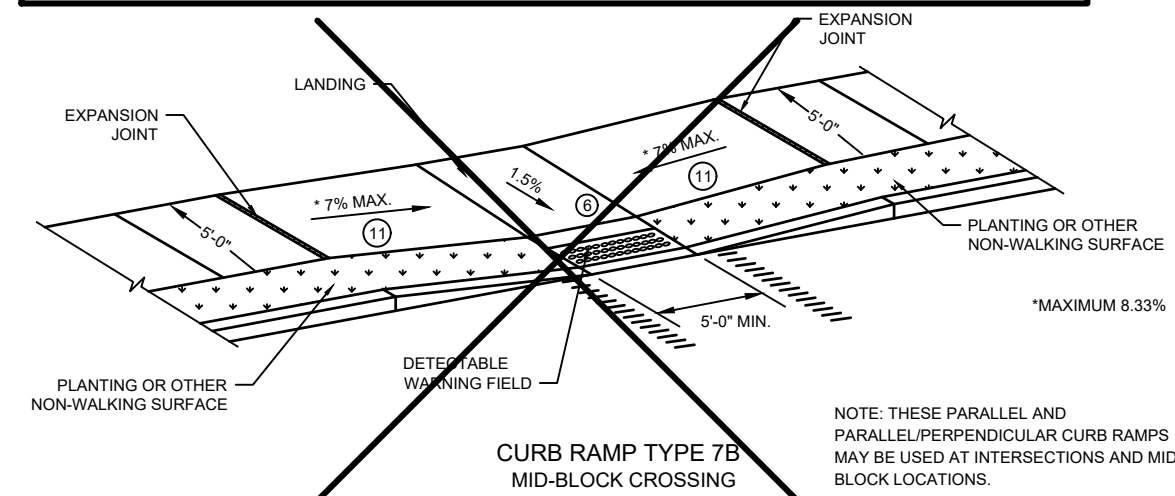 EXPANSION
JOINT
LANDING
EXPANSION
JOINT
5'-0"
* 7% MAX.
11
1.5%
6
* 7% MAX.
11
5'-0"
PLANTING OR OTHER
NON-WALKING SURFACE
*MAXIMUM 8.33%
5'-0" MIN.
DETECTABLE
WARNING FIELD
PLANTING OR OTHER
NON-WALKING SURFACE
CURB RAMP TYPE 7B
MID-BLOCK CROSSING
NOTE: THESE PARALLEL AND
PARALLEL/PERPENDICULAR CURB RAMPS
MAY BE USED AT INTERSECTIONS AND MID
BLOCK LOCATIONS.